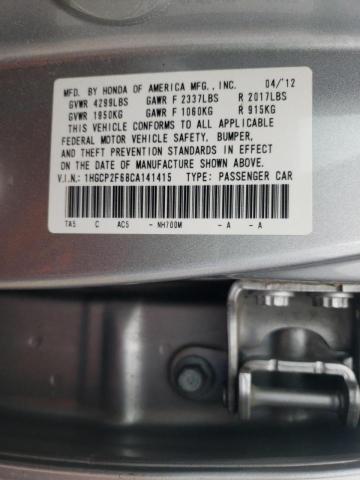 MFD. BY HONDA OF AMERICA MFG., INC. 04/'12
GVWR 4299LBS GAWR F 2337LBS R 2017LBS
GVWR 1950KG GAWR F 1060KG R 915KG
THIS VEHICLE CONFORMS TO ALL APPLICABLE
FEDERAL MOTOR VEHICLE SAFETY, BUMPER,
AND THEFT PREVENTION STANDARDS IN EFFECT
ON THE DATE OF MANUFACTURE SHOWN ABOVE.
V.I.N.: 1HGCP2F68CA141415 TYPE: PASSENGER CAR
TA5 C AC5 - NH700M - A - A